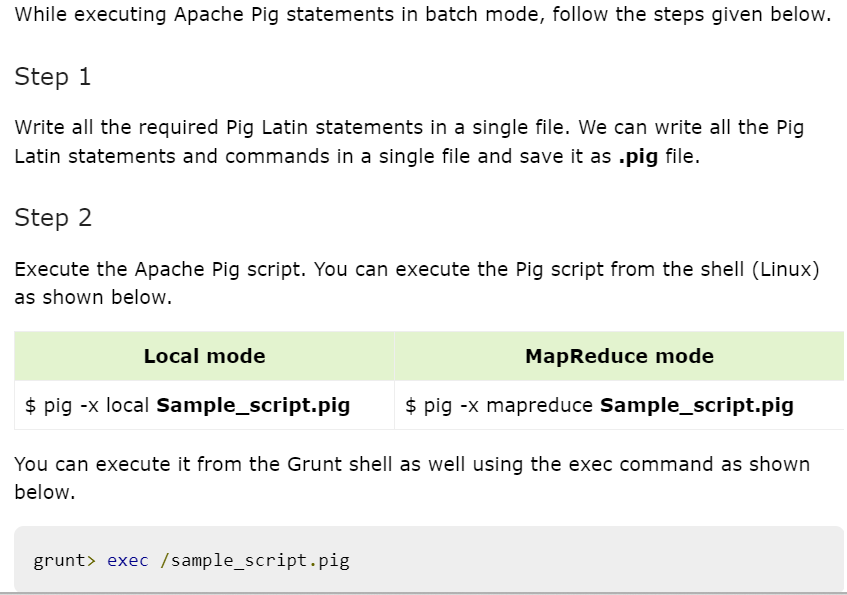 While executing Apache Pig statements in batch mode, follow the steps given below.
Step 1
Write all the required Pig Latin statements in a single file. We can write all the Pig
Latin statements and commands in a single file and save it as .pig file.
Step 2
Execute the Apache Pig script. You can execute the Pig script from the shell (Linux)
as shown below.
Local mode MapReduce mode
$ pig -x local Sample_script.pig $ pig -x mapreduce Sample_script.pig
You can execute it from the Grunt shell as well using the exec command as shown
below.
grunt> exec /sample_script.pig